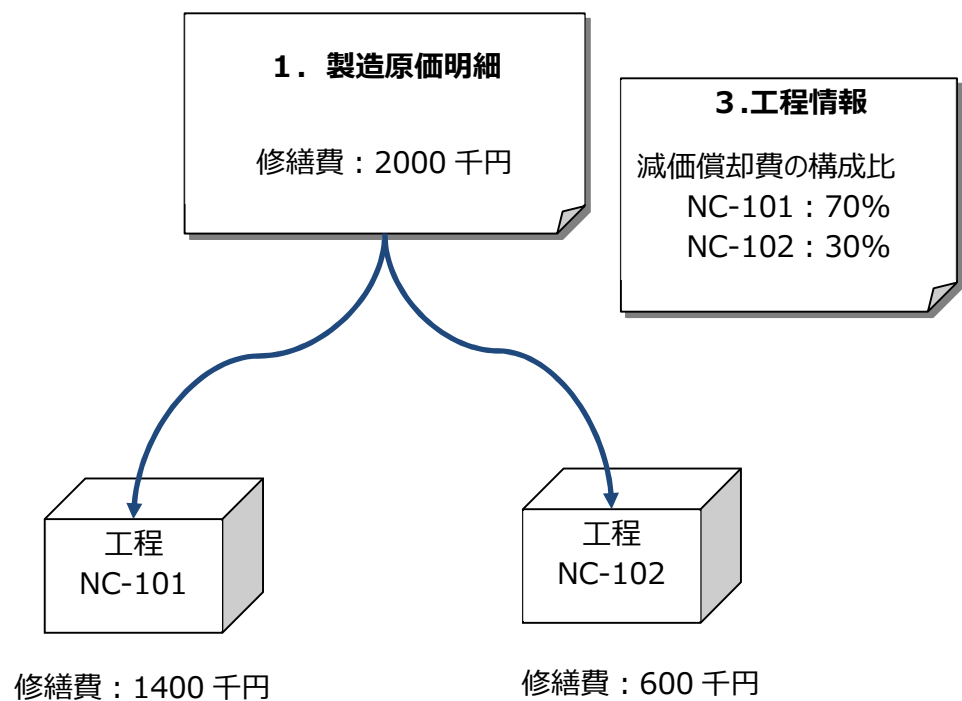 １．製造原価明細
修繕費：2000 千円
３.工程情報
減価償却費の構成比
NC-101：70%
NC-102：30%
工程
NC-101
工程
NC-102
修繕費：1400 千円
修繕費：600 千円